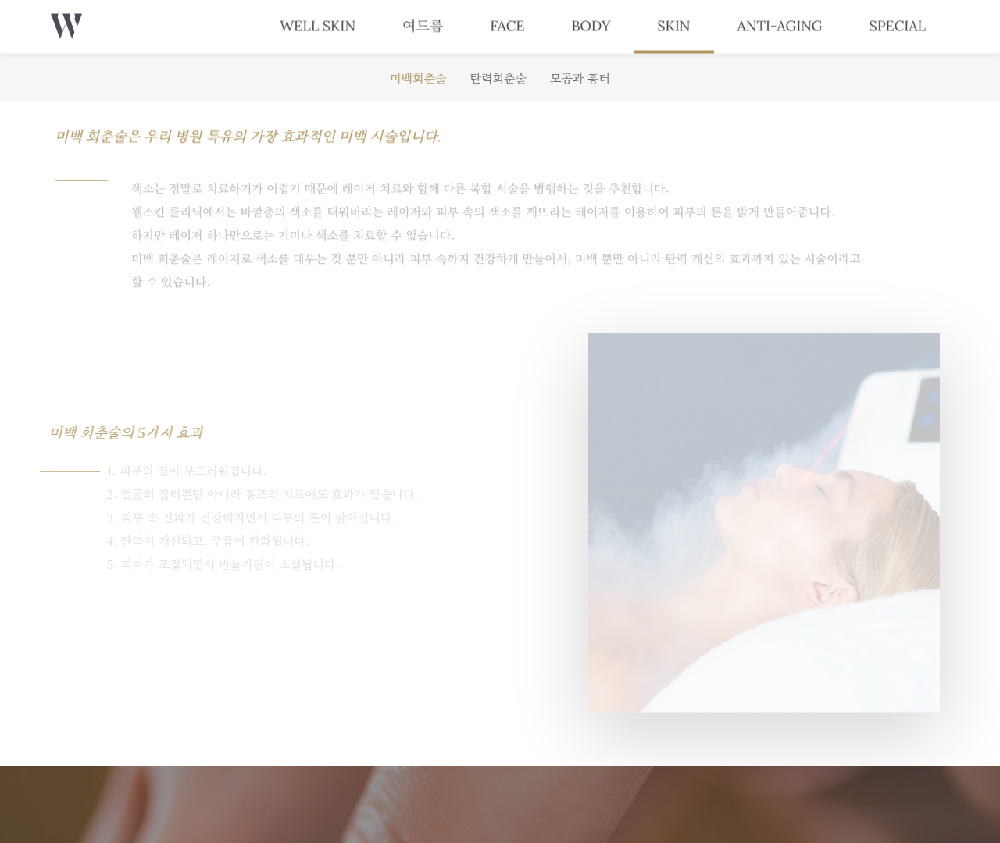 W
WELL SKIN 여드름 FACE BODY SKIN ANTI-AGING SPECIAL
미백회춘술 탄력회춘술 모공과 흉터
미백 회춘술은 우리 병원 특유의 가장 효과적인 미백 시술입니다.
색소는 정말로 치료하기가 어렵기 때문에 레이저 치료와 함께 다른 복합 시술을 병행하는 것을 추천합니다.
웰스킨 클리닉에서는 바깥층의 색소를 태워버리는 레이저와 피부 속의 색소를 깨뜨리는 레이저를 이용하여 피부의 톤을 밝게 만들어줍니다.
하지만 레이저 하나만으로는 기미나 색소를 치료할 수 없습니다.
미백 회춘술은 레이저로 색소를 태우는 것 뿐만 아니라 피부 속까지 건강하게 만들어서, 미백 뿐만 아니라 탄력 개선의 효과까지 있는 시술이라고
할 수 있습니다.
미백 회춘술의 5가지 효과
1. 피부의 결이 부드러워집니다.
2. 얼굴의 잡티뿐만 아니라 홍조의 치료에도 효과가 있습니다.
3. 피부 속 진피가 건강해지면서 피부의 톤이 맑아집니다.
4. 탄력이 개선되고, 주름이 완화됩니다.
5. 피지가 조절되면서 번들거림이 소실됩니다.